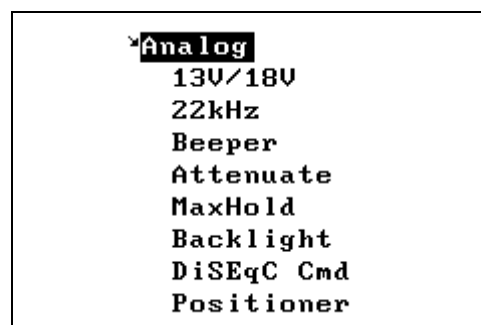 Analog
13V/18V
22kHz
Beeper
Attenuate
MaxHold
Backlight
DiSEqC Cmd
Positioner